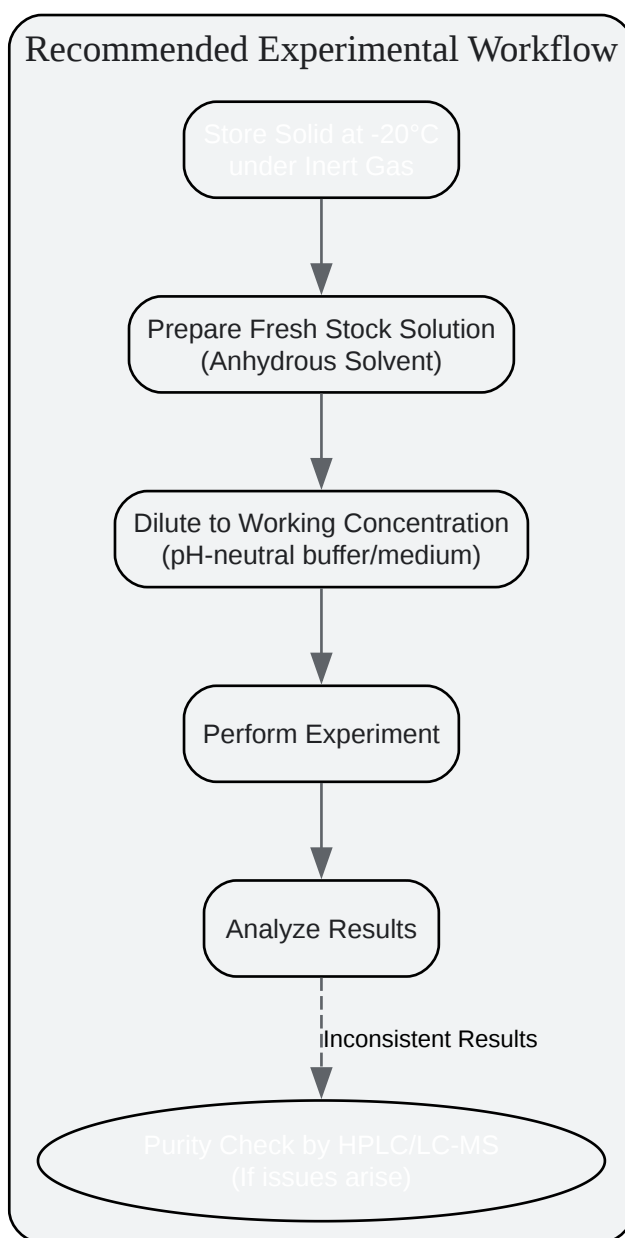 Recommended Experimental Workflow
Store Solid at -20°C
under Inert Gas
Prepare Fresh Stock Solution
(Anhydrous Solvent)
Dilute to Working Concentration
(pH-neutral buffer/medium)
Perform Experiment
Analyze Results
Inconsistent Results
Purity Check by HPLC/LC-MS
(If issues arise)